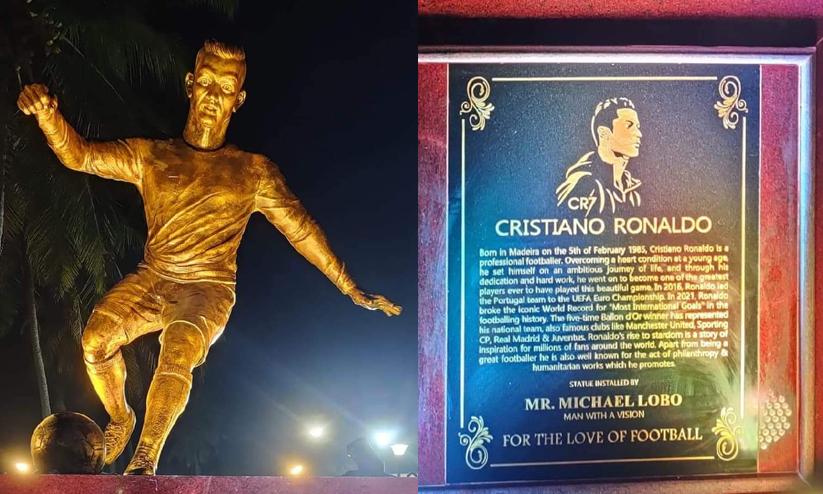 CR7
CRISTIANO RONALDO
Born in Madeira on the 5th of February 1985, Cristiano Ronaldo is a
professional footballer. Overcoming a heart condition at a young age,
he set himself on an ambitious journey of life, and through his
dedication and hard work, he went on to become one of the greatest
players ever to have played this beautiful game. In 2016, Ronaldo led
the Portugal team to the UEFA Euro Championship. In 2021, Ronaldo
broke the iconic World Record for "Most International Goals" in the
footballing history. The five-time Ballon d'Or winner has represented
his national team, also famous clubs like Manchester United, Sporting
CP, Real Madrid & Juventus. Ronaldo's rise to stardom is a story of
inspiration for millions of fans around the world. Apart from being a
great footballer he is also well known for the act of philanthropy &
humanitarian works which he promotes.
STATUE INSTALLED BY
MR. MICHAEL LOBO
MAN WITH A VISION
FOR THE LOVE OF FOOTBALL